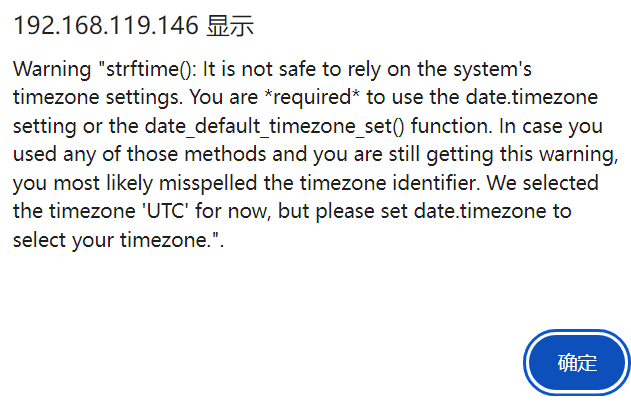 192.168.119.146 显示
Warning "strftime(): It is not safe to rely on the system's
timezone settings. You are *required* to use the date.timezone
setting or the date_default_timezone_set() function. In case you
used any of those methods and you are still getting this warning,
you most likely misspelled the timezone identifier. We selected
the timezone 'UTC' for now, but please set date.timezone to
select your timezone.".
确定